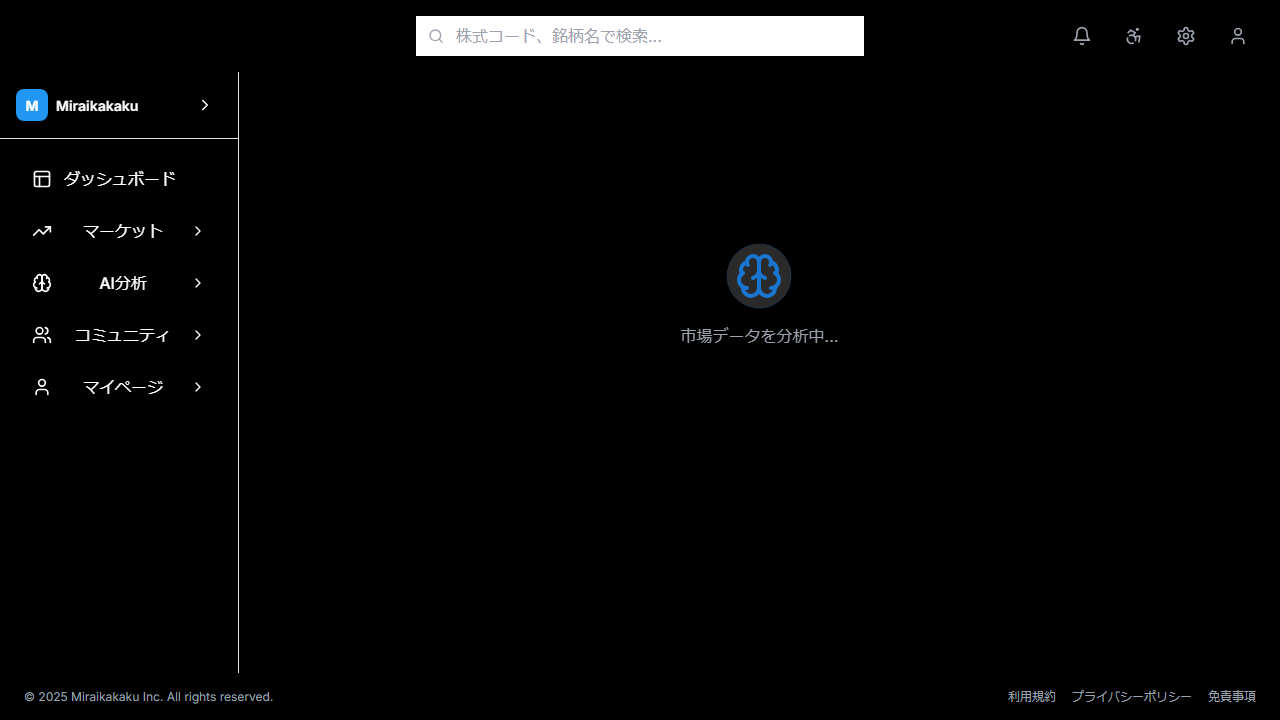 株式コード、銘柄名で検索...
M Miraikakaku
ダッシュボード
マーケット
AI分析
コミュニティ
マイページ
市場データを分析中...
© 2025 Miraikakaku Inc. All rights reserved.
利用規約 プライバシーポリシー 免責事項